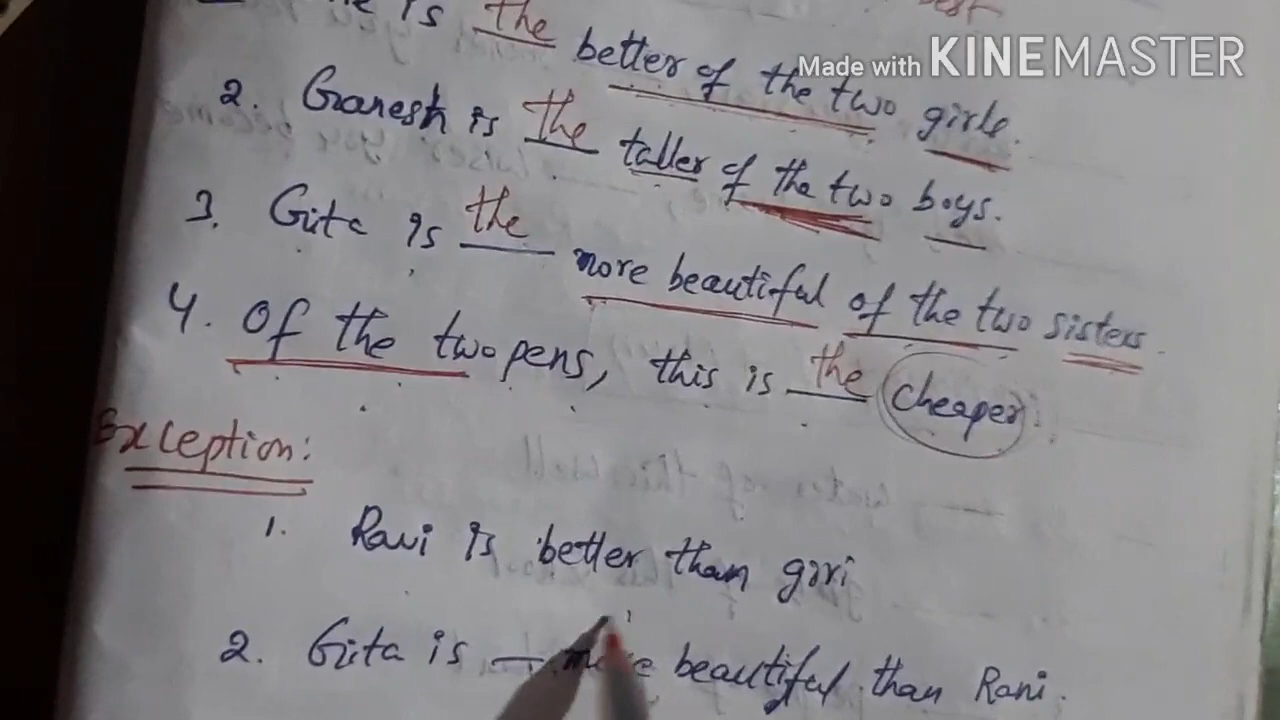 is the better of the two girls.
Made with KINEMASTER
2. Ganesh is the taller of the two boys.
3. Gita is the more beautiful of the two sisters.
4. Of the two pens, this is the cheaper.
Exception:
1. Ravi is better than giri
2. Gita is — more beautiful than Rani.